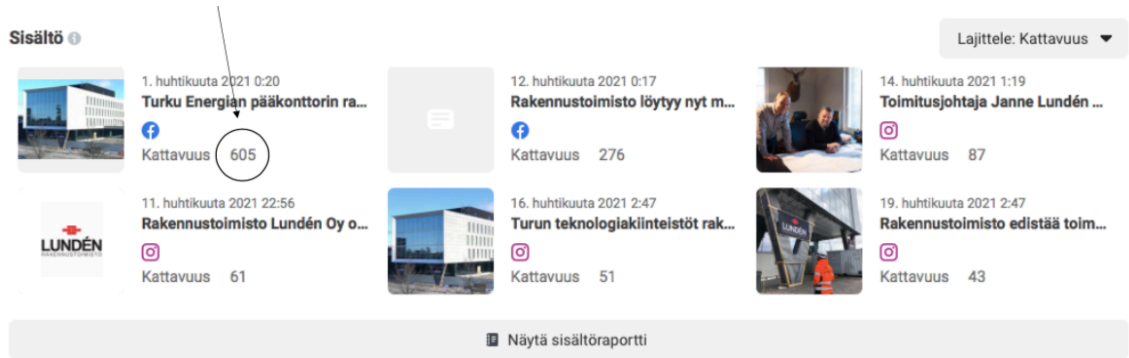 Sisältö
Lajittele: Kattavuus
1. huhtikuuta 2021 0:20
Turku Energian pääkonttorin ra...
Kattavuus 605
12. huhtikuuta 2021 0:17
Rakennustoimisto löytyy nyt m...
Kattavuus 276
14. huhtikuuta 2021 1:19
Toimitusjohtaja Janne Lundén ...
Kattavuus 87
LUNDÉN
RAKENNUSTOIMISTO
11. huhtikuuta 2021 22:56
Rakennustoimisto Lundén Oy o...
Kattavuus 61
16. huhtikuuta 2021 2:47
Turun teknologiakiinteistöt rak...
Kattavuus 51
LUNDÉN
19. huhtikuuta 2021 2:47
Rakennustoimisto edistää toim...
Kattavuus 43
Näytä sisältöraportti